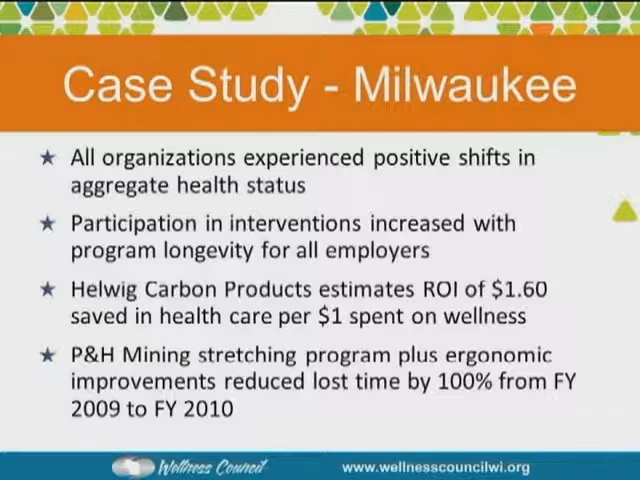 Case Study - Milwaukee
All organizations experienced positive shifts in
aggregate health status
Participation in interventions increased with
program longevity for all employers
Helwig Carbon Products estimates ROI of $1.60
saved in health care per $1 spent on wellness
P&H Mining stretching program plus ergonomic
improvements reduced lost time by 100% from FY
2009 to FY 2010
Wellness Council
www.wellnesscouncilwi.org